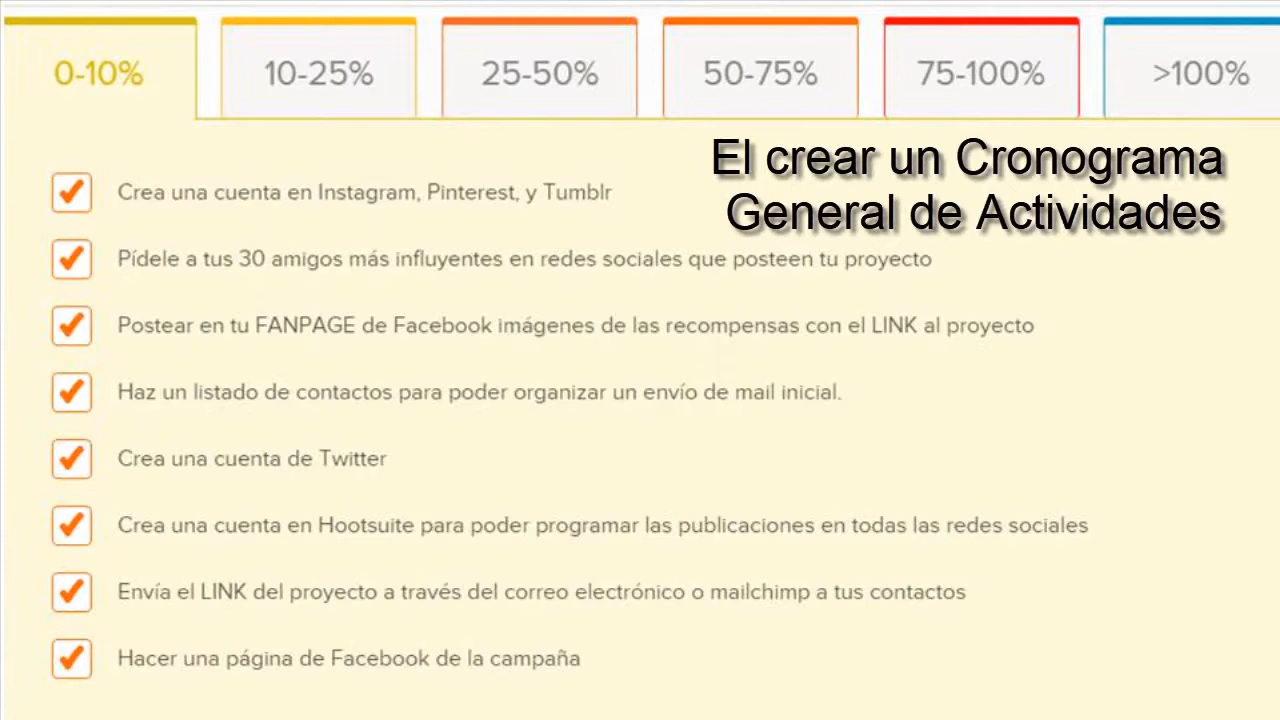 0-10%
10-25%
25-50%
50-75%
75-100%
>100%
El crear un Cronograma
General de Actividades
Crea una cuenta en Instagram, Pinterest, y Tumblr
Pídele a tus 30 amigos más influyentes en redes sociales que posteen tu proyecto
Postear en tu FANPAGE de Facebook imágenes de las recompensas con el LINK al proyecto
Haz un listado de contactos para poder organizar un envío de mail inicial.
Crea una cuenta de Twitter
Crea una cuenta en Hootsuite para poder programar las publicaciones en todas las redes sociales
Envía el LINK del proyecto a través del correo electrónico o mailchimp a tus contactos
Hacer una página de Facebook de la campaña